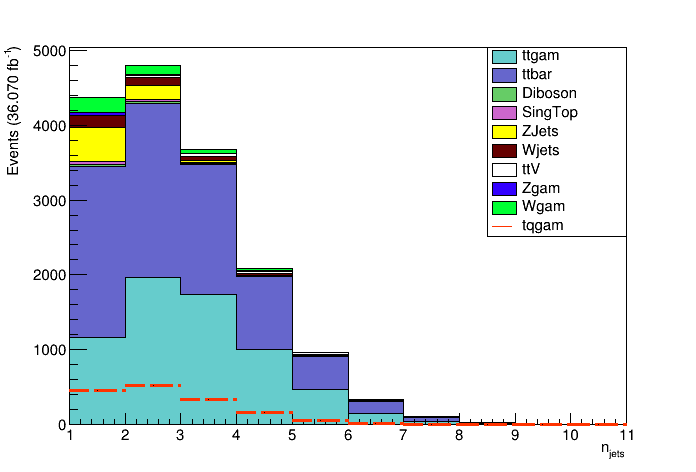 Events (36.070 fb⁻¹)
5000
4000
3000
2000
1000
0
ttgam
ttbar
Diboson
SingTop
ZJets
Wjets
ttV
Zgam
Wgam
tqgam
1 2 3 4 5 6 7 8 9 10 11
n_jets